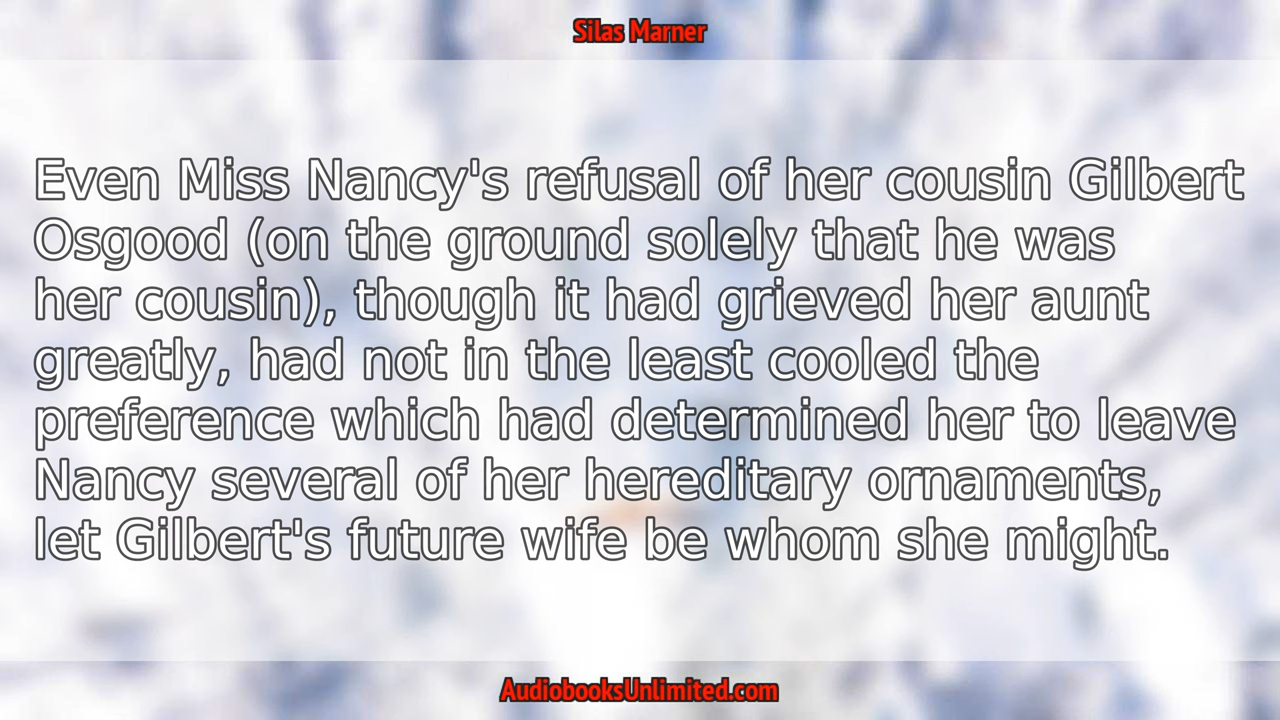 Silas Marner
Even Miss Nancy's refusal of her cousin Gilbert
Osgood (on the ground solely that he was
her cousin), though it had grieved her aunt
greatly, had not in the least cooled the
preference which had determined her to leave
Nancy several of her hereditary ornaments,
let Gilbert's future wife be whom she might.
AudiobooksUnlimited.com